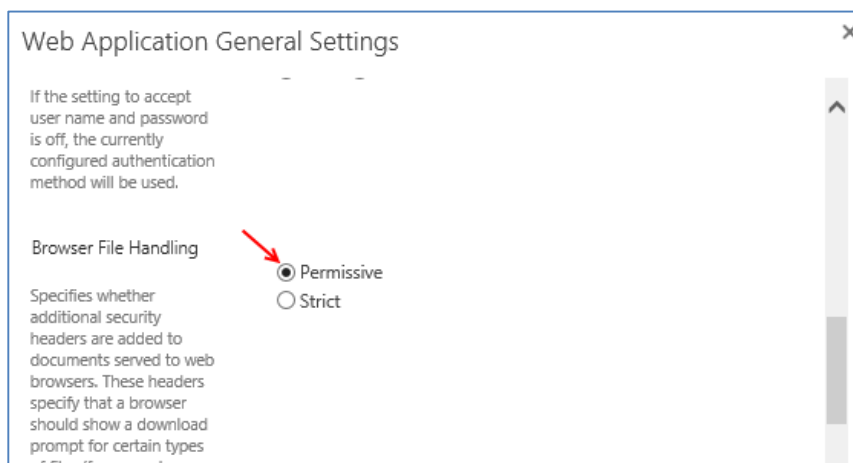 Web Application General Settings
If the setting to accept
user name and password
is off, the currently
configured authentication
method will be used.
Browser File Handling
Permissive
Strict
Specifies whether
additional security
headers are added to
documents served to web
browsers. These headers
specify that a browser
should show a download
prompt for certain types